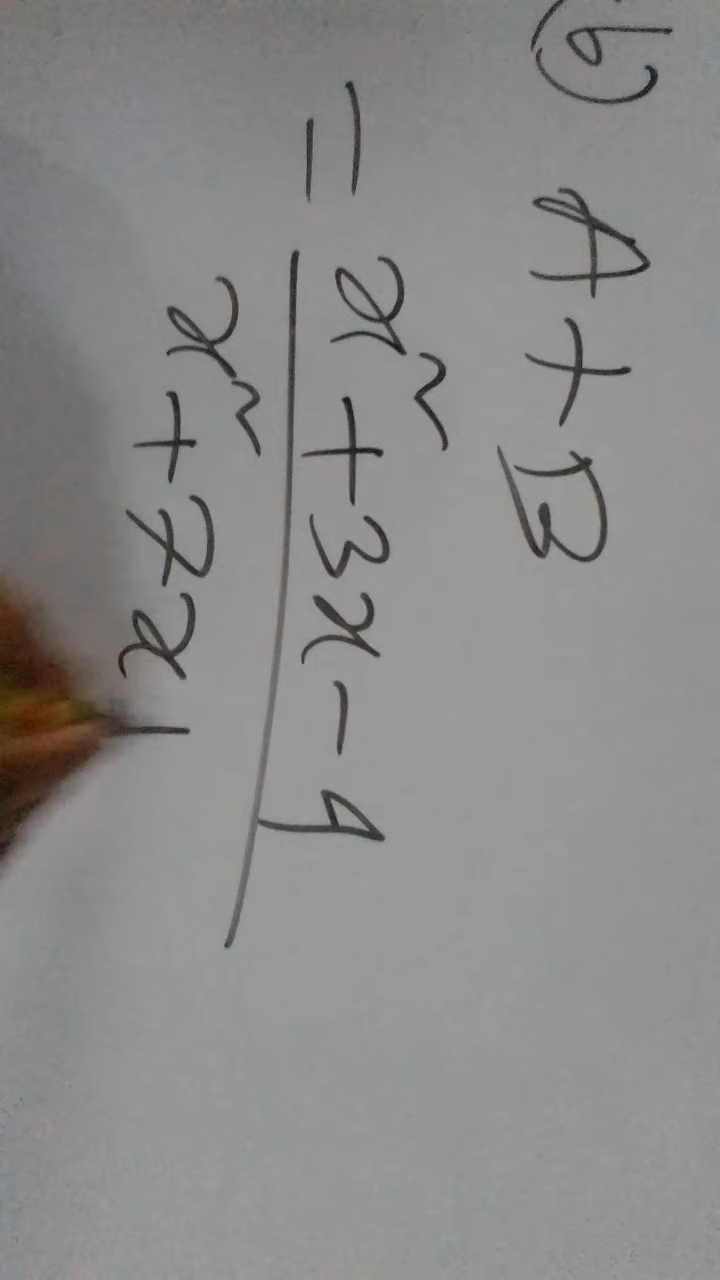 b) A+B
= x² + 3x - 4
x² + 7x -